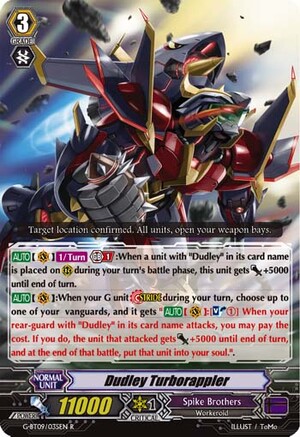 3
GRADE
Target location confirmed. All units, open your weapon bays.
AUTO 1/Turn 1 :When a unit with "Dudley" in its card name
is placed on during your turn's battle phase, this unit gets +5000
until end of turn.
AUTO :When your G unit STRIDE during your turn, choose up to
one of your vanguards, and it gets " AUTO : 1 When your
rear-guard with "Dudley" in its card name attacks, you may pay the
cost. If you do, the unit that attacked gets +5000 until end of turn,
and at the end of that battle, put that unit into your soul."
NORMAL
UNIT
Dudley Turborappler
POWER
11000
1
CRITICAL
Spike Brothers
Workeroid
G-BT09/033EN R
ILLUST / ToMo